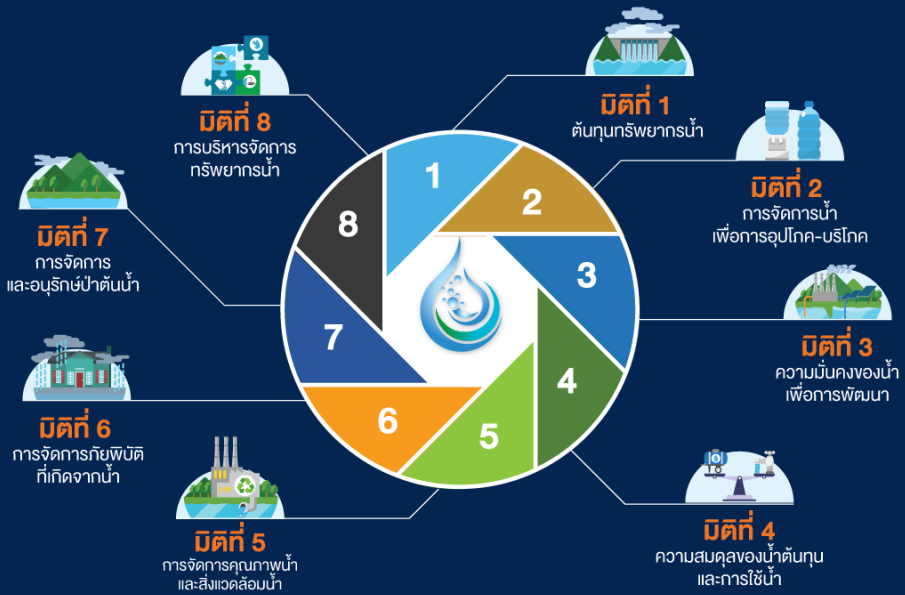 มิติที่ 1
ต้นทุนทรัพยากรน้ำ
มิติที่ 2
การจัดการน้ำ
เพื่อการอุปโภค-บริโภค
มิติที่ 3
ความมั่นคงของน้ำ
เพื่อการพัฒนา
มิติที่ 4
ความสมดุลของน้ำต้นทุน
และการใช้น้ำ
มิติที่ 5
การจัดการคุณภาพน้ำ
และสิ่งแวดล้อมน้ำ
มิติที่ 6
การจัดการภัยพิบัติ
ที่เกิดจากน้ำ
มิติที่ 7
การจัดการ
และอนุรักษ์ป่าต้นน้ำ
มิติที่ 8
การบริหารจัดการ
ทรัพยากรน้ำ
1
2
3
4
5
6
7
8